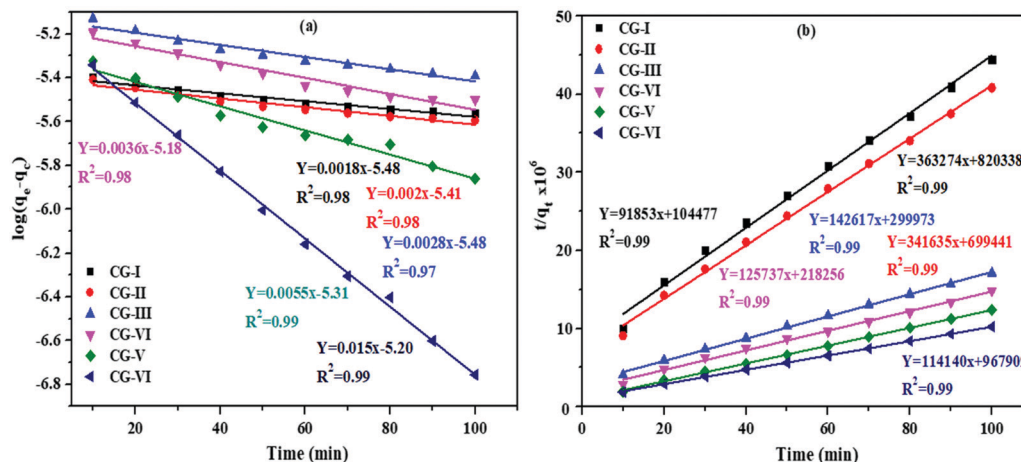 (a)
-5.2
-5.4
-5.6
-5.8
-6.0
-6.2
-6.4
-6.6
-6.8
log(qe-qc)
Y=0.0036x-5.18
R²=0.98
Y=0.0018x-5.48
R²=0.98
Y=0.002x-5.41
R²=0.98
Y=0.0028x-5.48
R²=0.97
Y=0.0055x-5.31
R²=0.99
Y=0.015x-5.20
R²=0.99
CG-I
CG-II
CG-III
CG-VI
CG-V
CG-VI
20 40 60 80 100
Time (min)
(b)
50
40
30
20
10
0
t/qt x10⁶
CG-I
CG-II
CG-III
CG-VI
CG-V
CG-VI
Y=363274x+820338
R²=0.99
Y=91853x+104477
R²=0.99
Y=142617x+299973
R²=0.99
Y=341635x+699441
R²=0.99
Y=125737x+218256
R²=0.99
Y=114140x+96790
R²=0.99
20 40 60 80 100
Time (min)